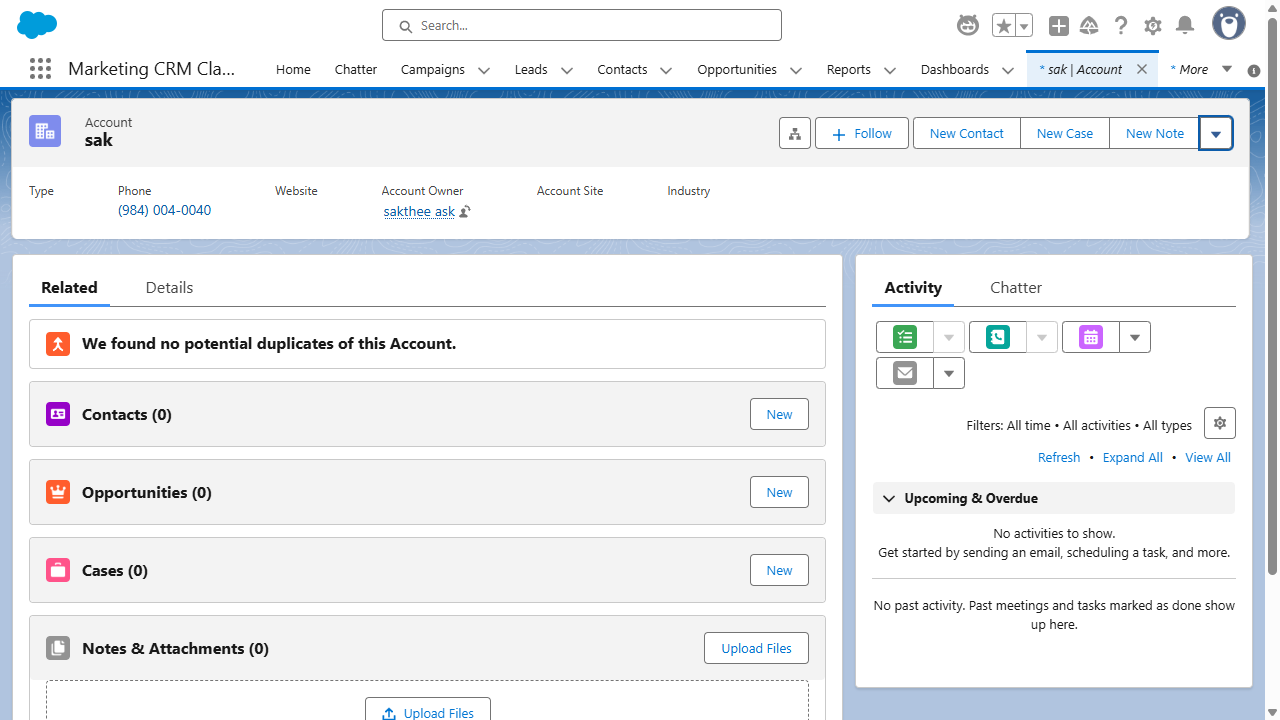 Search...
Marketing CRM Cla...
Home
Chatter
Campaigns
Leads
Contacts
Opportunities
Reports
Dashboards
* sak | Account
* More
Account
sak
Follow
New Contact
New Case
New Note
Type
Phone
Website
Account Owner
Account Site
Industry
(984) 004-0040
sakthee ask
Related
Details
We found no potential duplicates of this Account.
Contacts (0)
New
Opportunities (0)
New
Cases (0)
New
Notes & Attachments (0)
Upload Files
Upload Files
Activity
Chatter
Filters: All time • All activities • All types
Refresh • Expand All • View All
Upcoming & Overdue
No activities to show.
Get started by sending an email, scheduling a task, and more.
No past activity. Past meetings and tasks marked as done show
up here.